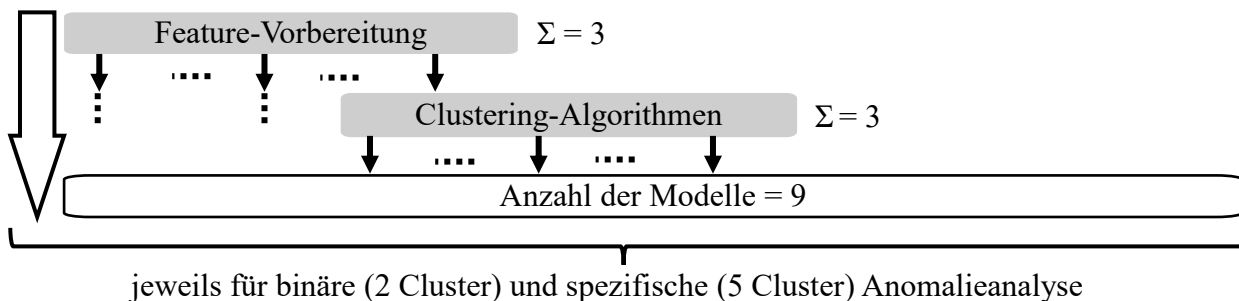 Feature-Vorbereitung Σ = 3
Clustering-Algorithmen Σ = 3
Anzahl der Modelle = 9
jeweils für binäre (2 Cluster) und spezifische (5 Cluster) Anomalieanalyse